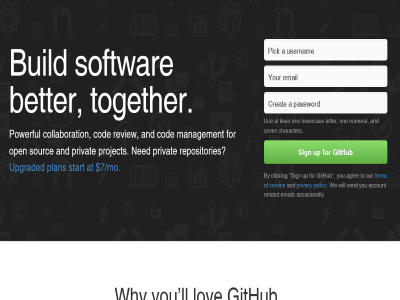 Build software
better, together.
Powerful collaboration, code review, and code management for
open source and private projects. Need private repositories?
Upgraded plans start at $7/mo.
Pick a username
Your email
Create a password
Use at least one lowercase letter, one numeral, and
seven characters.
Sign up for GitHub
By clicking "Sign up for GitHub", you agree to our terms
of service and privacy policy. We will send you account
related emails occasionally.
Why you'll love GitHub